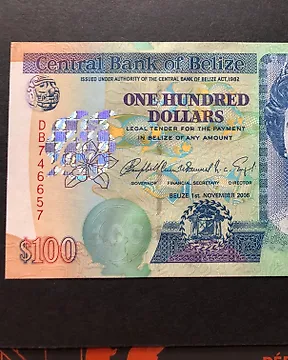 Central Bank of Belize
ISSUED UNDER AUTHORITY OF THE CENTRAL BANK OF BELIZE ACT, 1982
ONE HUNDRED
DOLLARS
LEGAL TENDER FOR THE PAYMENT
IN BELIZE OF ANY AMOUNT
GOVERNOR FINANCIAL SECRETARY DIRECTOR
BELIZE 1st. NOVEMBER 2006
$100